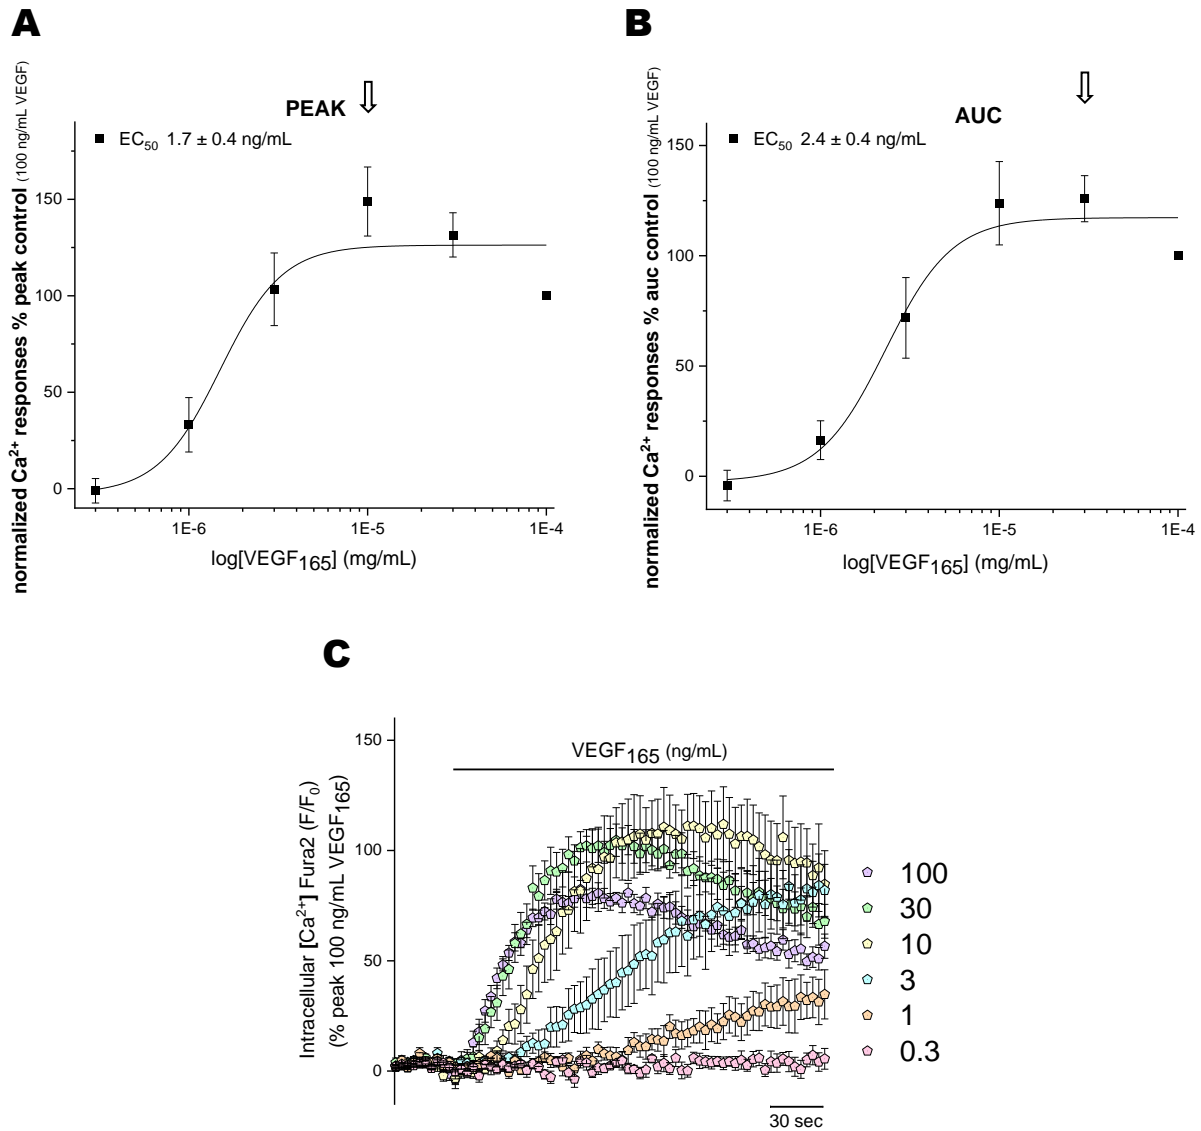 A
PEAK
EC50 1.7 ± 0.4 ng/mL
normalized Ca2+ responses % peak control (100 ng/mL VEGF)
150
100
50
0
1E-6
1E-5
1E-4
log[VEGF165] (mg/mL)
B
AUC
EC50 2.4 ± 0.4 ng/mL
normalized Ca2+ responses % auc control (100 ng/mL VEGF)
150
100
50
0
1E-6
1E-5
1E-4
log[VEGF165] (mg/mL)
C
VEGF165 (ng/mL)
Intracellular [Ca2+] Fura2 (F/F0)
(% peak 100 ng/mL VEGF165)
150
100
50
0
100
30
10
3
1
0.3
30 sec